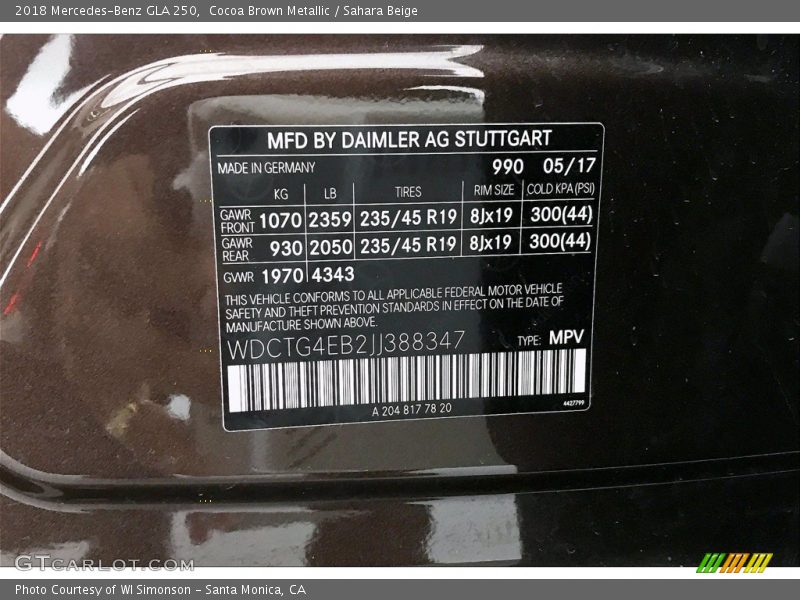 2018 Mercedes-Benz GLA 250,  Cocoa Brown Metallic / Sahara Beige
MFD BY DAIMLER AG STUTTGART
MADE IN GERMANY 990 05/17
KG LB TIRES RIM SIZE COLD KPA(PSI)
GAWR FRONT 1070 2359 235/45 R19 8Jx19 300(44)
GAWR REAR 930 2050 235/45 R19 8Jx19 300(44)
GVWR 1970 4343
THIS VEHICLE CONFORMS TO ALL APPLICABLE FEDERAL MOTOR VEHICLE
SAFETY AND THEFT PREVENTION STANDARDS IN EFFECT ON THE DATE OF
MANUFACTURE SHOWN ABOVE.
WDCTG4EB2JJ388347 TYPE: MPV
A 204 817 78 20 4427799
GTCARLOT.COM
Photo Courtesy of WI Simonson - Santa Monica, CA